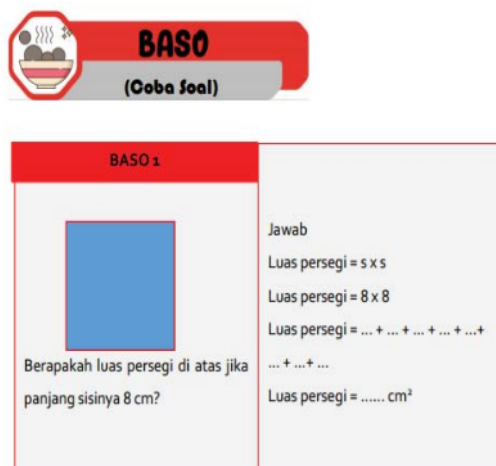 BASO
(Coba Soal)
BASO 1
Berapakah luas persegi di atas jika
panjang sisinya 8 cm?
Jawab
Luas persegi = s x s
Luas persegi = 8 x 8
Luas persegi = ... + ... + ... + ... + ...+
... + ...+ ...
Luas persegi = ...... cm²